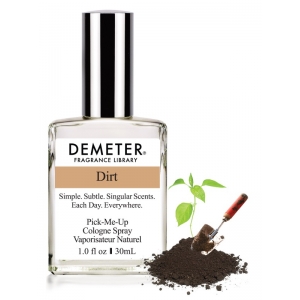 DEMETER®
FRAGRANCE LIBRARY
Dirt
Simple. Subtle. Singular Scents.
Each Day. Everywhere.
Pick-Me-Up
Cologne Spray
Vaporisateur Naturel
1.0 fl oz I 30mL